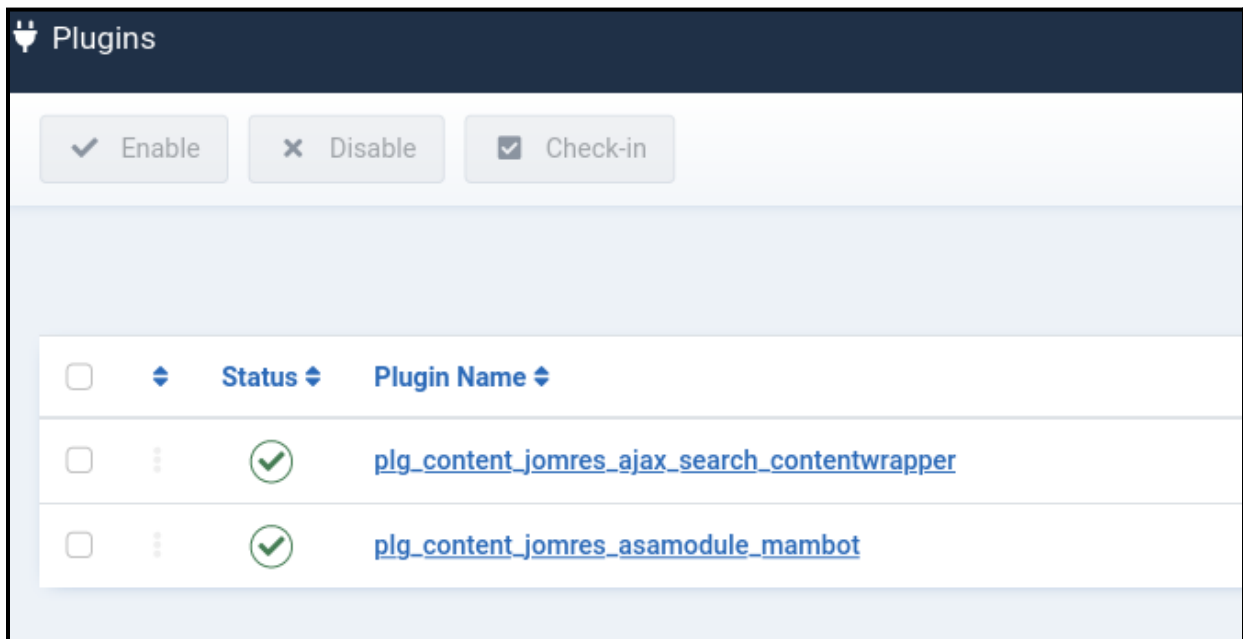 Plugins
Enable Disable Check-in
Status Plugin Name
plg_content_jomres_ajax_search_contentwrapper
plg_content_jomres_asamodule_mambot